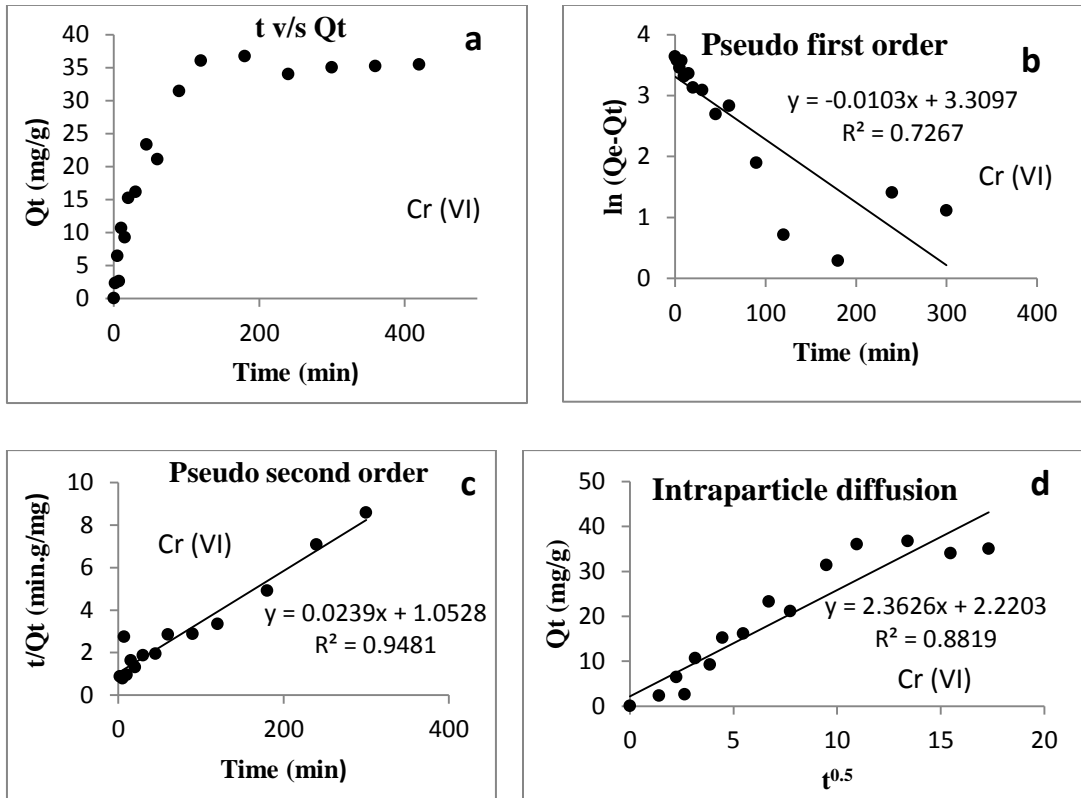 t v/s Qt
a
40
35
30
25
20
15
10
5
0
Qt (mg/g)
Cr (VI)
0
200
400
Time (min)
Pseudo first order
b
4
3
2
1
0
ln (Qe-Qt)
y = -0.0103x + 3.3097
R² = 0.7267
Cr (VI)
0
100
200
300
400
Time (min)
Pseudo second order
c
8
6
4
2
0
t/Qt (min.g/mg)
Cr (VI)
y = 0.0239x + 1.0528
R² = 0.9481
0
200
400
Time (min)
Intraparticle diffusion
d
50
40
30
20
10
0
Qt (mg/g)
y = 2.3626x + 2.2203
R² = 0.8819
Cr (VI)
0
5
10
15
20
t⁰·⁵